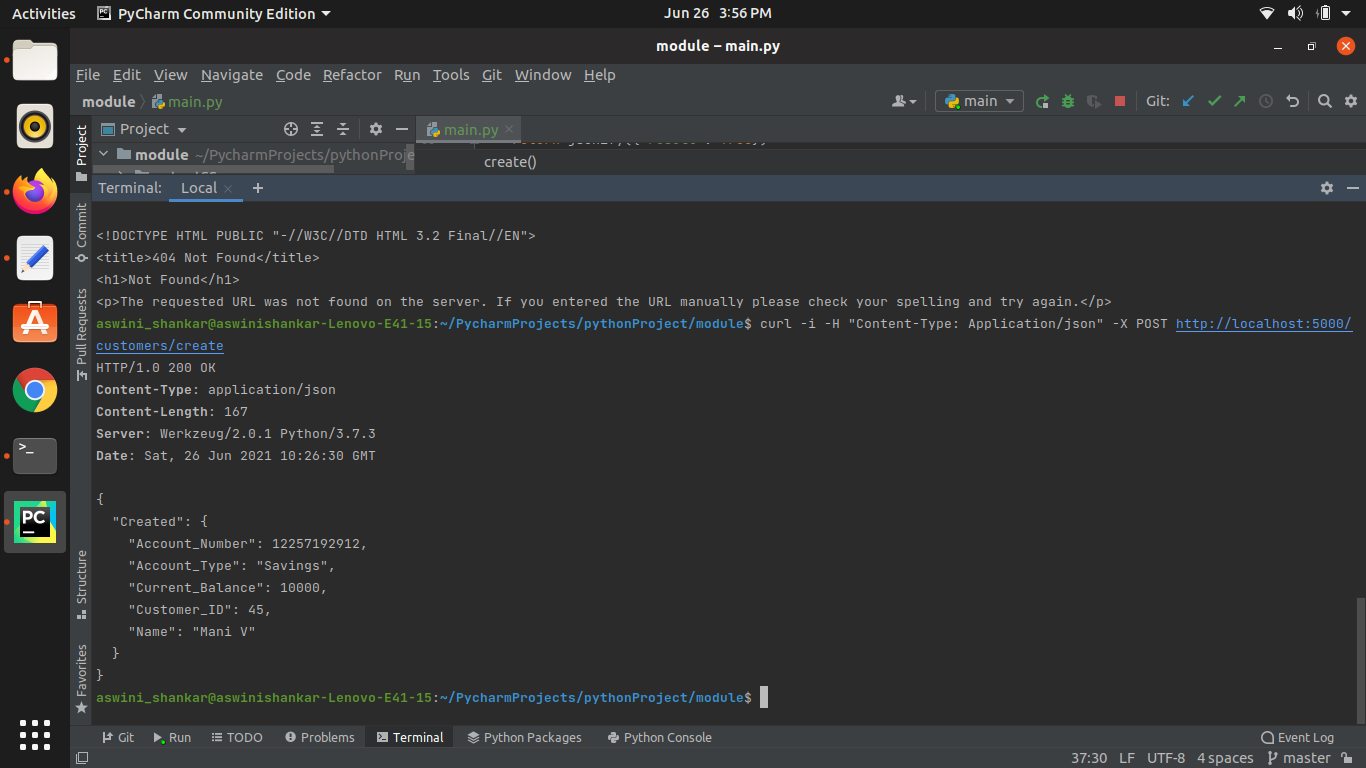 Activities PyCharm Community Edition Jun 26 3:56 PM
module – main.py
File Edit View Navigate Code Refactor Run Tools Git Window Help
module main.py main Git:
Project Project main.py
module ~/PycharmProjects/pythonProje
create()
Terminal: Local
Commit
Pull Requests
Structure
Favorites
<!DOCTYPE HTML PUBLIC "-//W3C//DTD HTML 3.2 Final//EN">
<title>404 Not Found</title>
<h1>Not Found</h1>
<p>The requested URL was not found on the server. If you entered the URL manually please check your spelling and try again.</p>
aswini_shankar@aswinishankar-Lenovo-E41-15:~/PycharmProjects/pythonProject/module$ curl -i -H "Content-Type: Application/json" -X POST http://localhost:5000/
customers/create
HTTP/1.0 200 OK
Content-Type: application/json
Content-Length: 167
Server: Werkzeug/2.0.1 Python/3.7.3
Date: Sat, 26 Jun 2021 10:26:30 GMT
{
"Created": {
"Account_Number": 12257192912,
"Account_Type": "Savings",
"Current_Balance": 10000,
"Customer_ID": 45,
"Name": "Mani V"
}
}
aswini_shankar@aswinishankar-Lenovo-E41-15:~/PycharmProjects/pythonProject/module$
Git Run TODO Problems Terminal Python Packages Python Console Event Log
37:30 LF UTF-8 4 spaces master